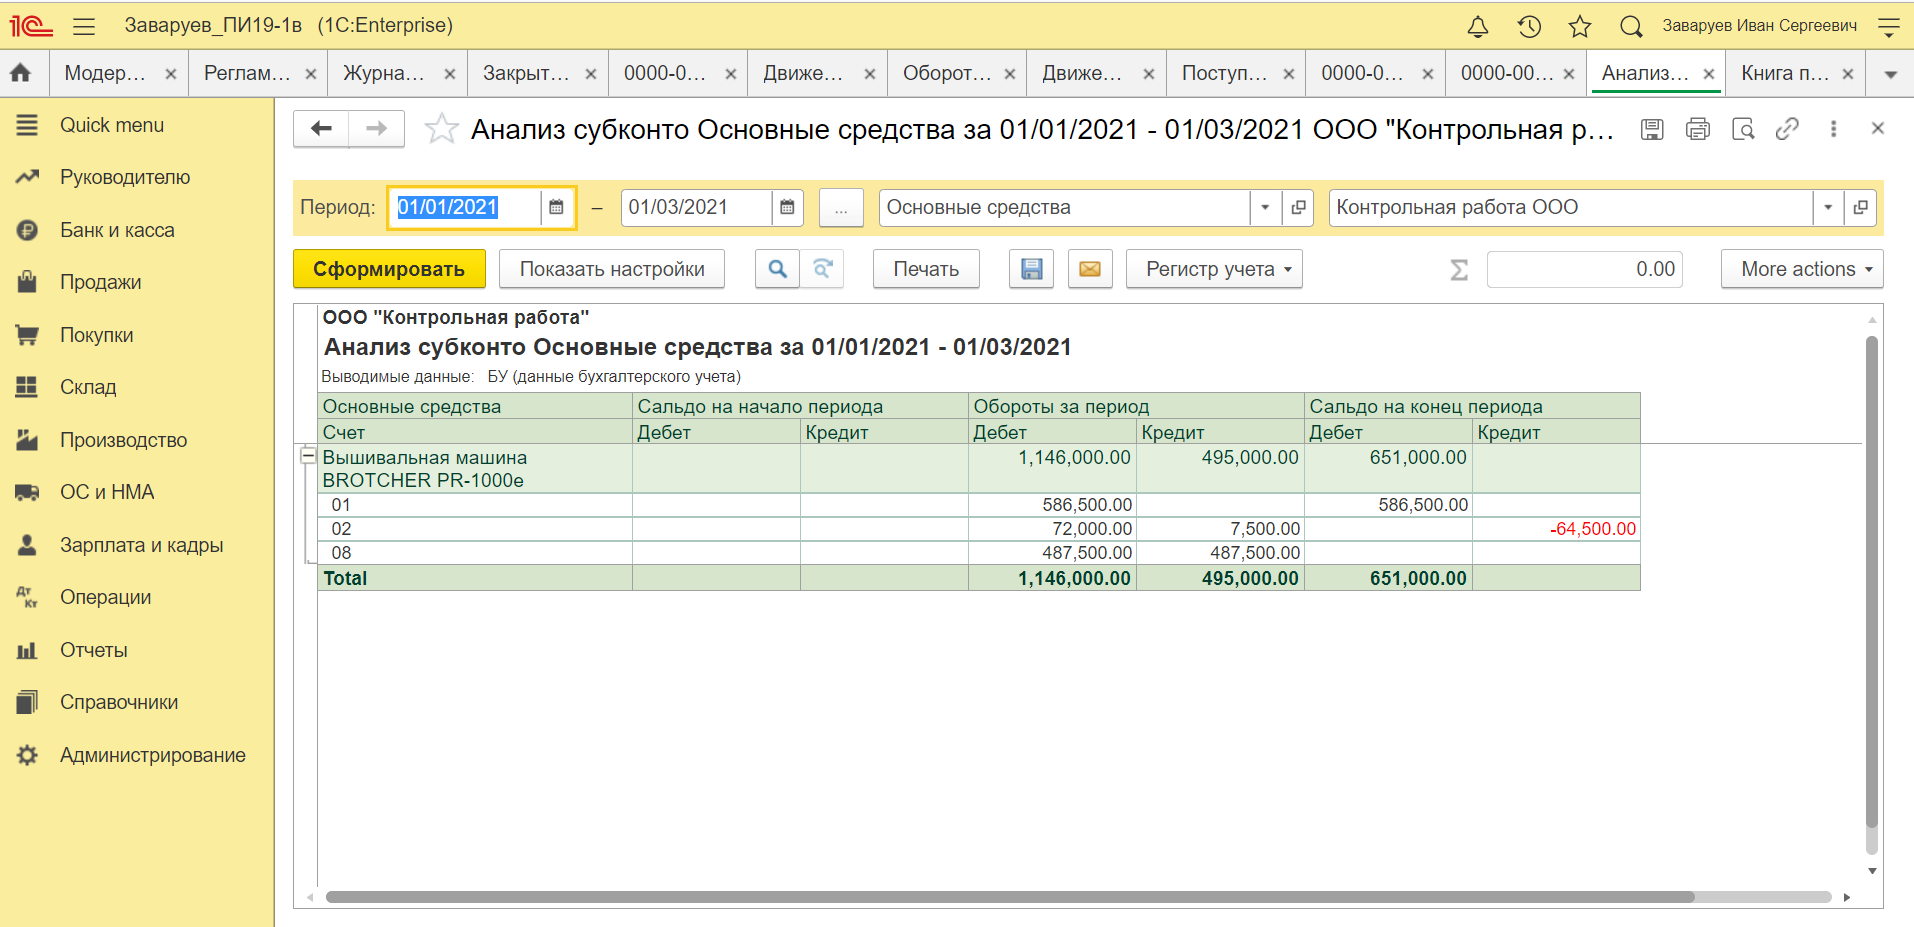 1С Заваруев_ПИ19-1в (1C:Enterprise) Заваруев Иван Сергеевич
Модер... Реглам... Журна... Закрыт... 0000-0... Движе... Оборот... Движе... Поступ... 0000-0... 0000-00... Анализ... Книга п...
Quick menu
Руководителю
Банк и касса
Продажи
Покупки
Склад
Производство
ОС и НМА
Зарплата и кадры
Дт Кт Операции
Отчеты
Справочники
Администрирование
Анализ субконто Основные средства за 01/01/2021 - 01/03/2021 ООО "Контрольная р...
Период: 01/01/2021 – 01/03/2021 ... Основные средства Контрольная работа ООО
Сформировать Показать настройки Печать Регистр учета Σ 0.00 More actions
ООО "Контрольная работа"
Анализ субконто Основные средства за 01/01/2021 - 01/03/2021
Выводимые данные: БУ (данные бухгалтерского учета)
Основные средства Сальдо на начало периода Обороты за период Сальдо на конец периода
Счет Дебет Кредит Дебет Кредит Дебет Кредит
Вышивальная машина 1,146,000.00 495,000.00 651,000.00
BROTCHER PR-1000e
01 586,500.00 586,500.00
02 72,000.00 7,500.00 -64,500.00
08 487,500.00 487,500.00
Total 1,146,000.00 495,000.00 651,000.00